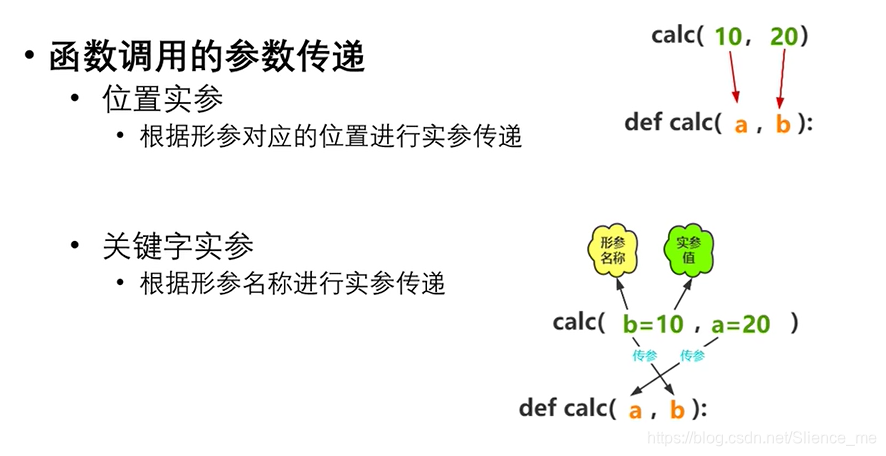 • 函数调用的参数传递
• 位置实参
• 根据形参对应的位置进行实参传递
calc( 10, 20)
def calc( a , b ):
• 关键字实参
• 根据形参名称进行实参传递
形参
名称
实参
值
calc( b=10 , a=20 )
传参 传参
def calc( a , b ):
https://blog.csdn.net/Slience_me